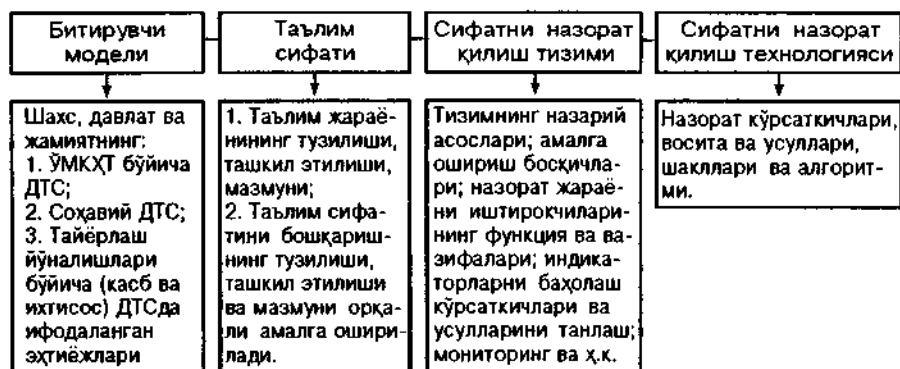 Битирувчи
модели
Таълим
сифати
Сифатни назорат
қилиш тизими
Сифатни назорат
қилиш технологияси
Шахс, давлат ва
жамиятнинг:
1. ЎМКҲТ бўйича
ДТС;
2. Соҳавий ДТС;
3. Тайёрлаш
йўналишлари
бўйича (касб ва
ихтисос) ДТСда
ифодаланган
эҳтиёжлари
1. Таълим жараё-
нининг тузилиши,
ташкил этилиши,
мазмуни;
2. Таълим сифа-
тини бошқариш-
нинг тузилиши,
ташкил этилиши
ва мазмуни орқа-
ли амалга ошири-
лади.
Тизимнинг назарий
асослари; амалга
ошириш босқичла-
ри; назорат жараё-
ни иштирокчилари-
нинг функция ва ва-
зифалари; индика-
торларни баҳолаш
кўрсаткичлари ва
усулларини танлаш;
мониторинг ва ҳ.к.
Назорат кўрсаткичлари,
восита ва усуллари,
шакллари ва алгорит-
ми.